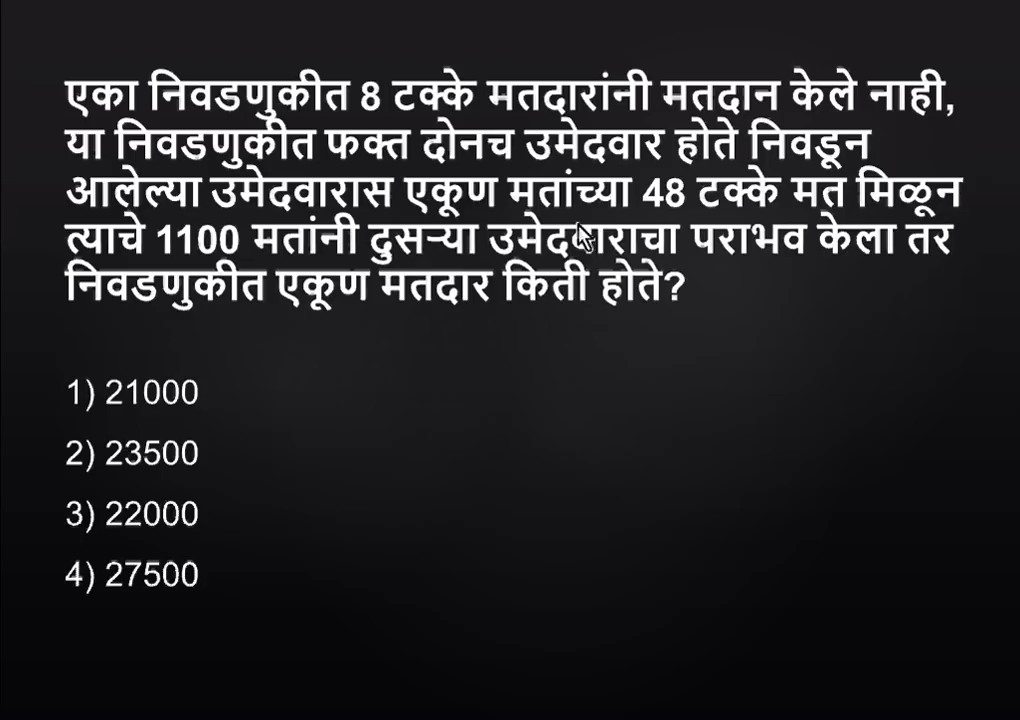 एका निवडणुकीत 8 टक्के मतदारांनी मतदान केले नाही,
या निवडणुकीत फक्त दोनच उमेदवार होते निवडून
आलेल्या उमेदवारास एकूण मतांच्या 48 टक्के मत मिळून
त्याचे 1100 मतांनी दुसऱ्या उमेदवाराचा पराभव केला तर
निवडणुकीत एकूण मतदार किती होते?
1) 21000
2) 23500
3) 22000
4) 27500